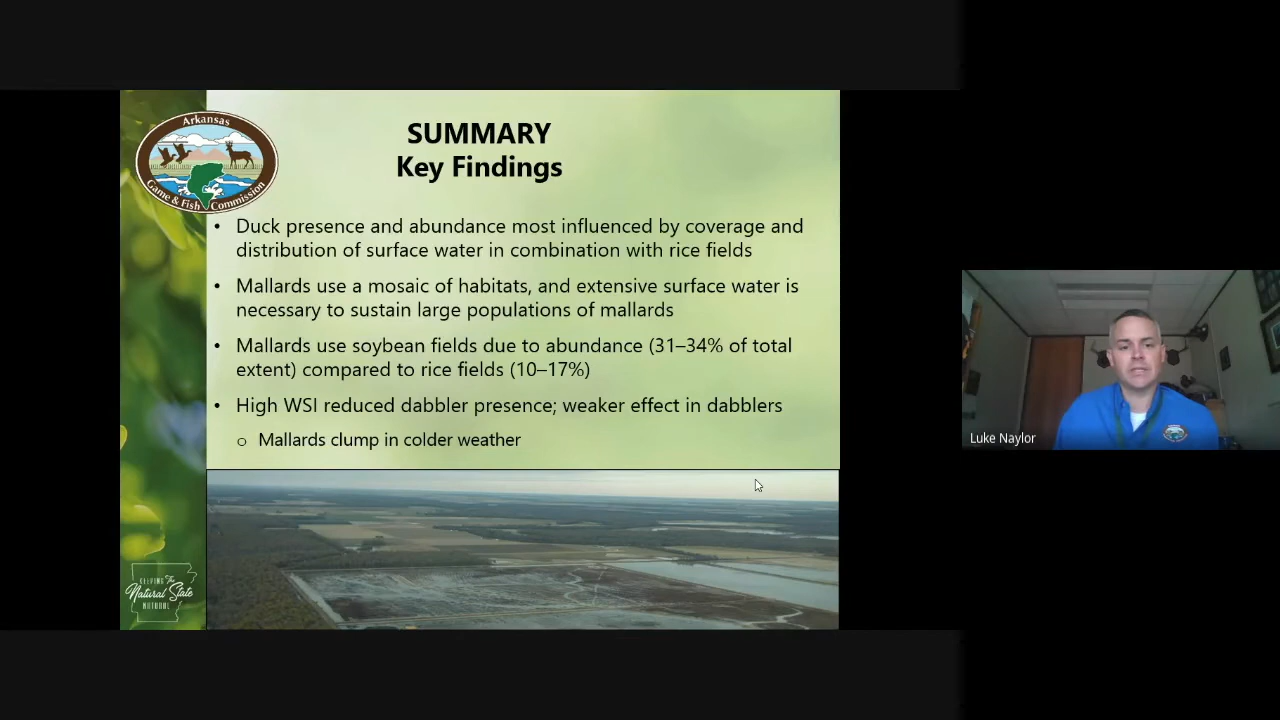 Arkansas
Game & Fish Commission
SUMMARY
Key Findings
• Duck presence and abundance most influenced by coverage and
distribution of surface water in combination with rice fields
• Mallards use a mosaic of habitats, and extensive surface water is
necessary to sustain large populations of mallards
• Mallards use soybean fields due to abundance (31–34% of total
extent) compared to rice fields (10–17%)
• High WSI reduced dabbler presence; weaker effect in dabblers
o Mallards clump in colder weather
KEEPING The
Natural State
NATURAL
Luke Naylor